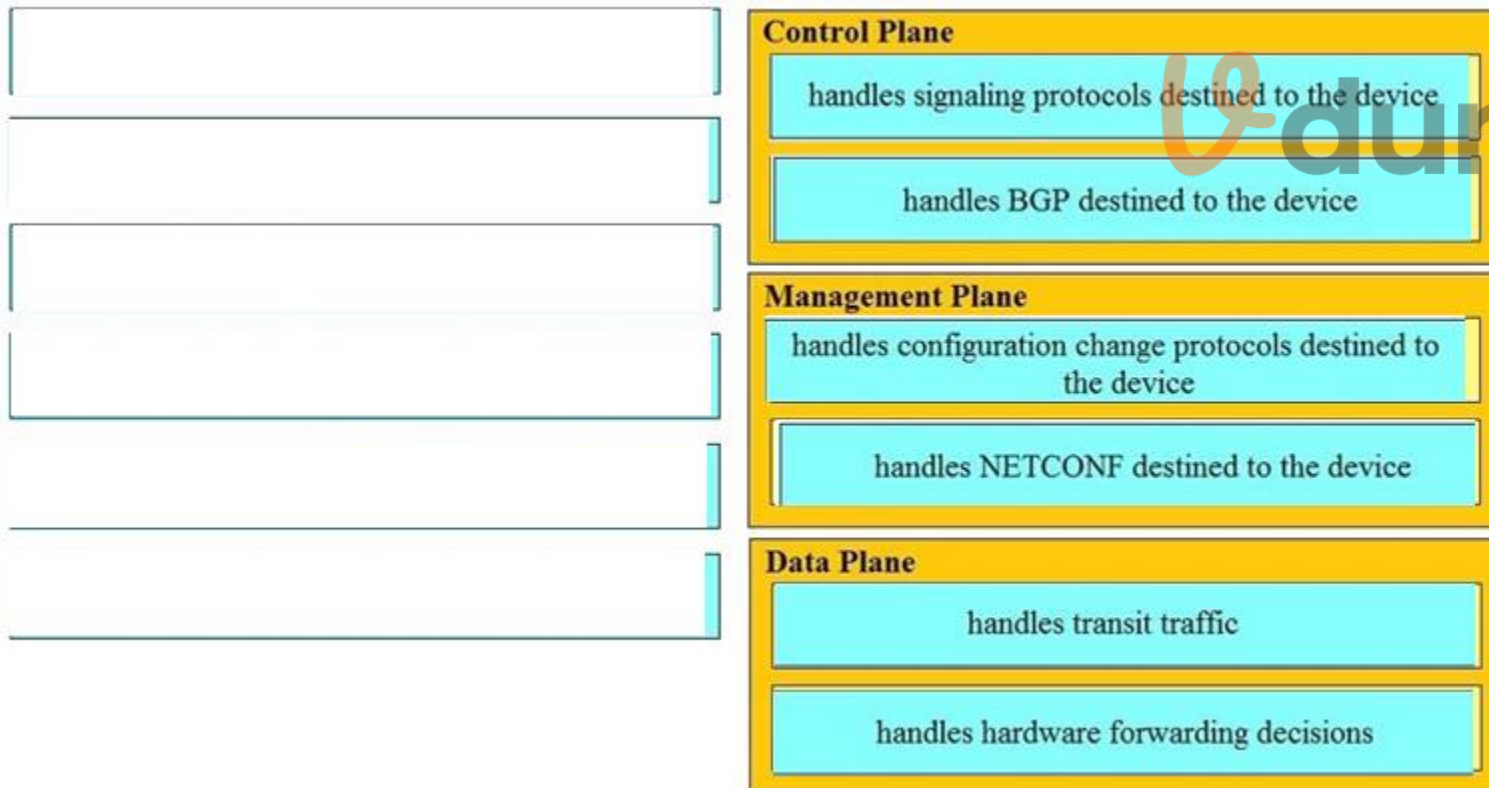 Control Plane
handles signaling protocols destined to the device
handles BGP destined to the device
Management Plane
handles configuration change protocols destined to
the device
handles NETCONF destined to the device
Data Plane
handles transit traffic
handles hardware forwarding decisions